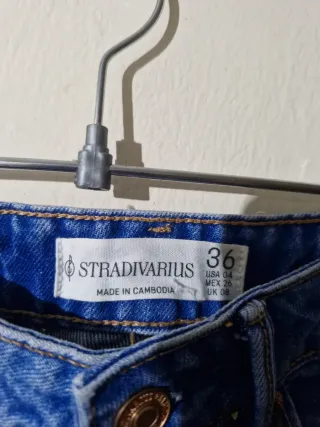 STRADIVARIUS
MADE IN CAMBODIA
36
USA 04
MEX 26
UK 08